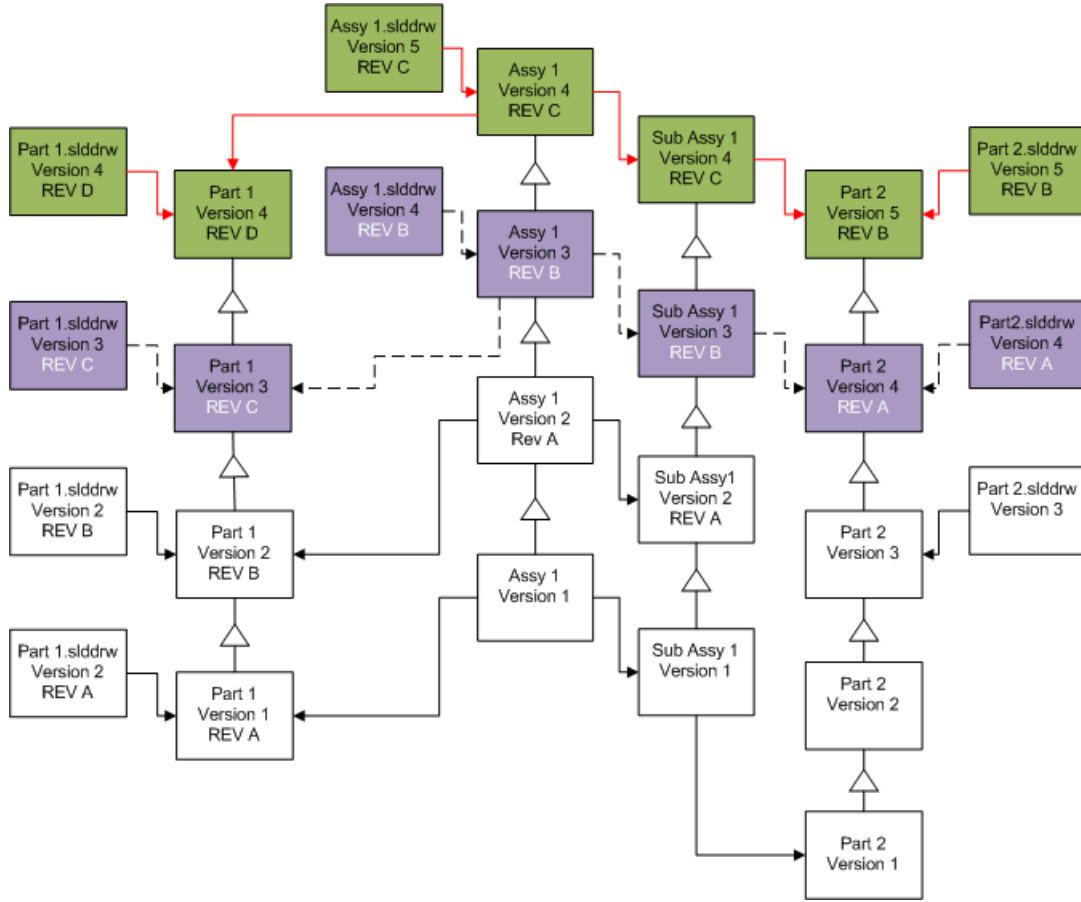 Assy 1.slddrw
Version 5
REV C
Assy 1
Version 4
REV C
Part 1.slddrw
Version 4
REV D
Sub Assy 1
Version 4
REV C
Part 2.slddrw
Version 5
REV B
Part 1
Version 4
REV D
Assy 1.slddrw
Version 4
REV B
Part 2
Version 5
REV B
Assy 1
Version 3
REV B
Part 1.slddrw
Version 3
REV C
Sub Assy 1
Version 3
REV B
Part2.slddrw
Version 4
REV A
Part 1
Version 3
REV C
Part 2
Version 4
REV A
Assy 1
Version 2
Rev A
Part 1.slddrw
Version 2
REV B
Sub Assy1
Version 2
REV A
Part 2.slddrw
Version 3
Part 1
Version 2
REV B
Part 2
Version 3
Assy 1
Version 1
Part 1.slddrw
Version 2
REV A
Sub Assy 1
Version 1
Part 1
Version 1
REV A
Part 2
Version 2
Part 2
Version 1